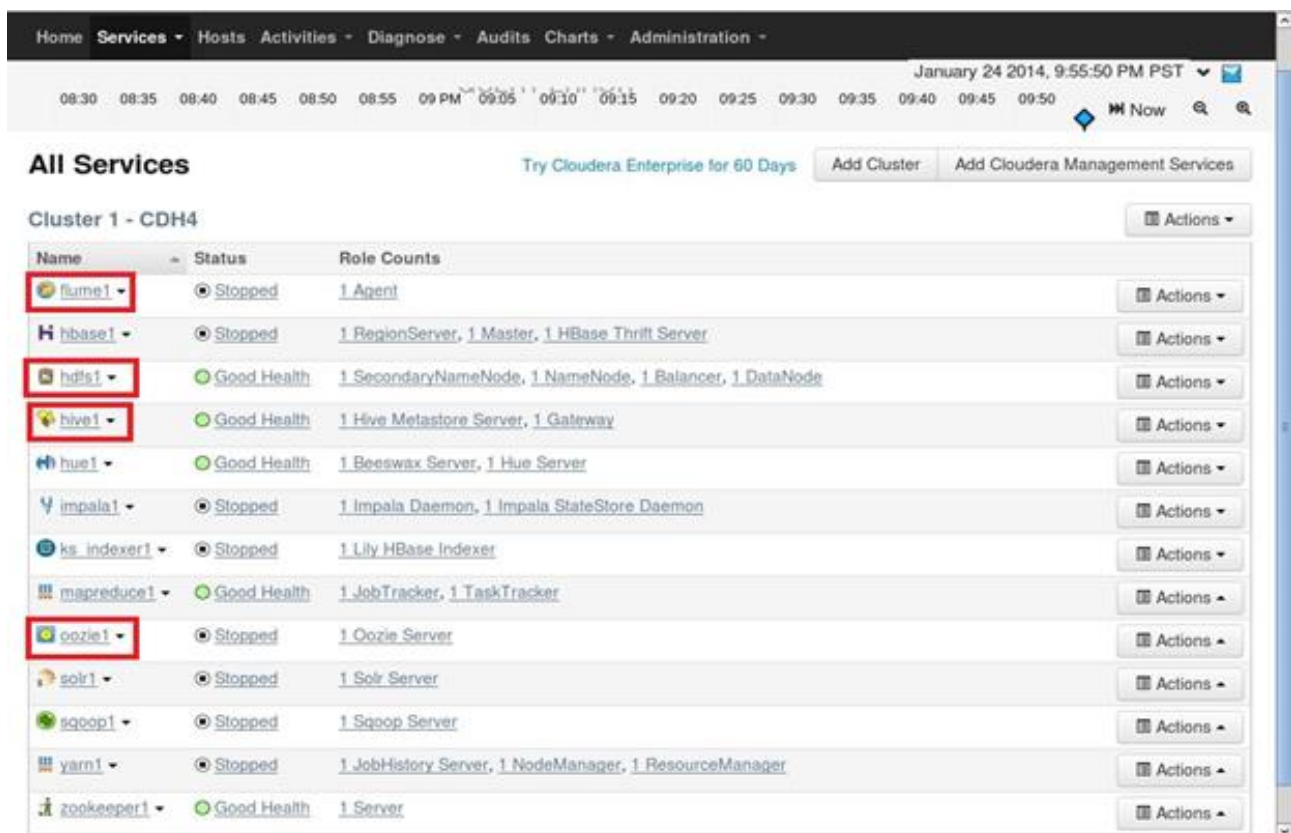 Home Services Hosts Activities Diagnose Audits Charts Administration
January 24 2014, 9:55:50 PM PST
08:30 08:35 08:40 08:45 08:50 08:55 09 PM 09:05 09:10 09:15 09:20 09:25 09:30 09:35 09:40 09:45 09:50 Now
All Services Try Cloudera Enterprise for 60 Days Add Cluster Add Cloudera Management Services
Cluster 1 - CDH4 Actions
Name Status Role Counts
flume1 Stopped 1 Agent Actions
hbase1 Stopped 1 RegionServer, 1 Master, 1 HBase Thrift Server Actions
hdfs1 Good Health 1 SecondaryNameNode, 1 NameNode, 1 Balancer, 1 DataNode Actions
hive1 Good Health 1 Hive Metastore Server, 1 Gateway Actions
hue1 Good Health 1 Beeswax Server, 1 Hue Server Actions
impala1 Stopped 1 Impala Daemon, 1 Impala StateStore Daemon Actions
ks_indexer1 Stopped 1 Lily HBase Indexer Actions
mapreduce1 Good Health 1 JobTracker, 1 TaskTracker Actions
oozie1 Stopped 1 Oozie Server Actions
solr1 Stopped 1 Solr Server Actions
sqoop1 Stopped 1 Sqoop Server Actions
yarn1 Stopped 1 JobHistory Server, 1 NodeManager, 1 ResourceManager Actions
zookeeper1 Good Health 1 Server Actions